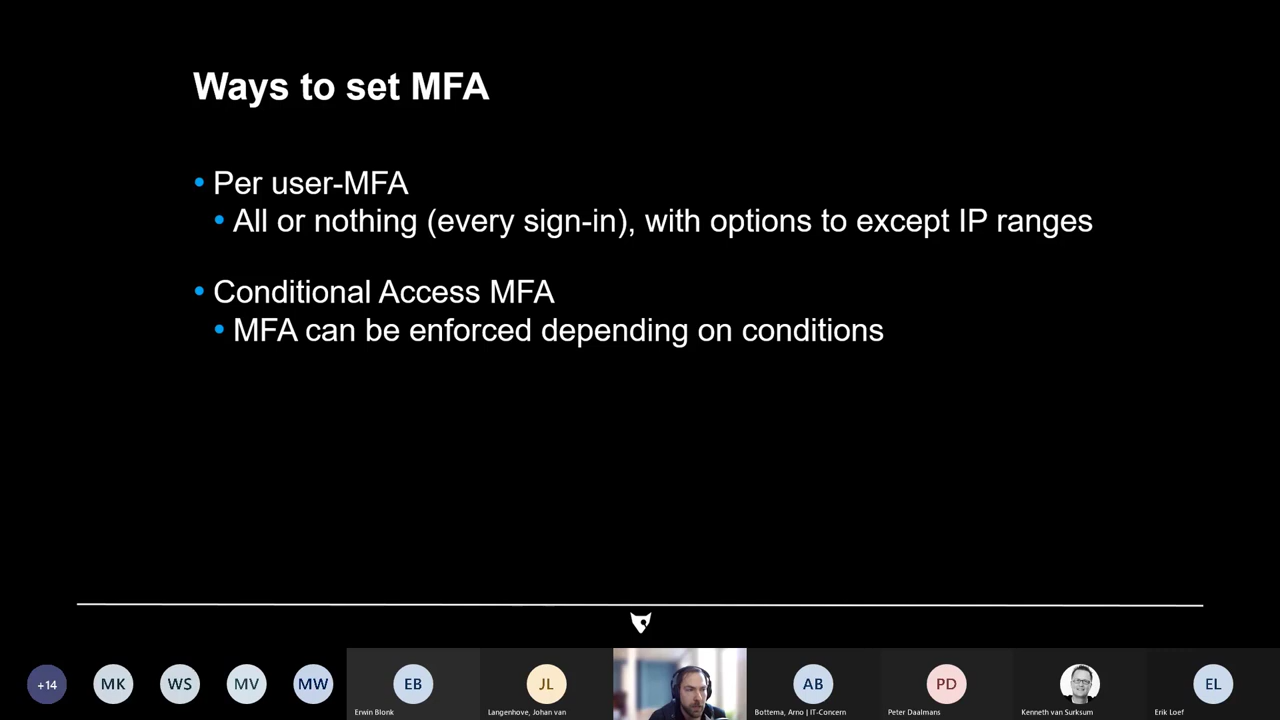 Ways to set MFA
Per user-MFA
All or nothing (every sign-in), with options to except IP ranges
Conditional Access MFA
MFA can be enforced depending on conditions
+14
MK
WS
MV
MW
EB
Erwin Blonk
JL
Langenhove, Johan van
AB
Bottema, Arno | IT-Concern
PD
Peter Daalmans
Kenneth van Surksum
EL
Erik Loef